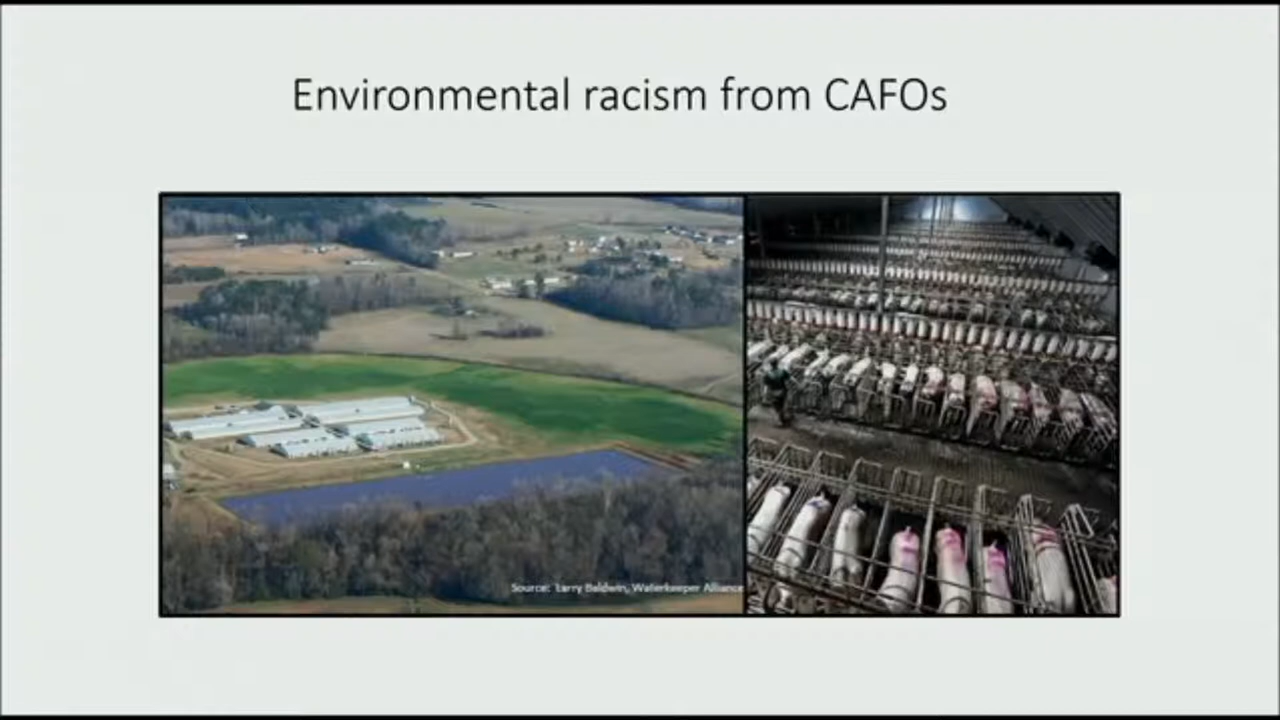 Environmental racism from CAFOs
Source: Larry Baldwin, Waterkeeper Alliance